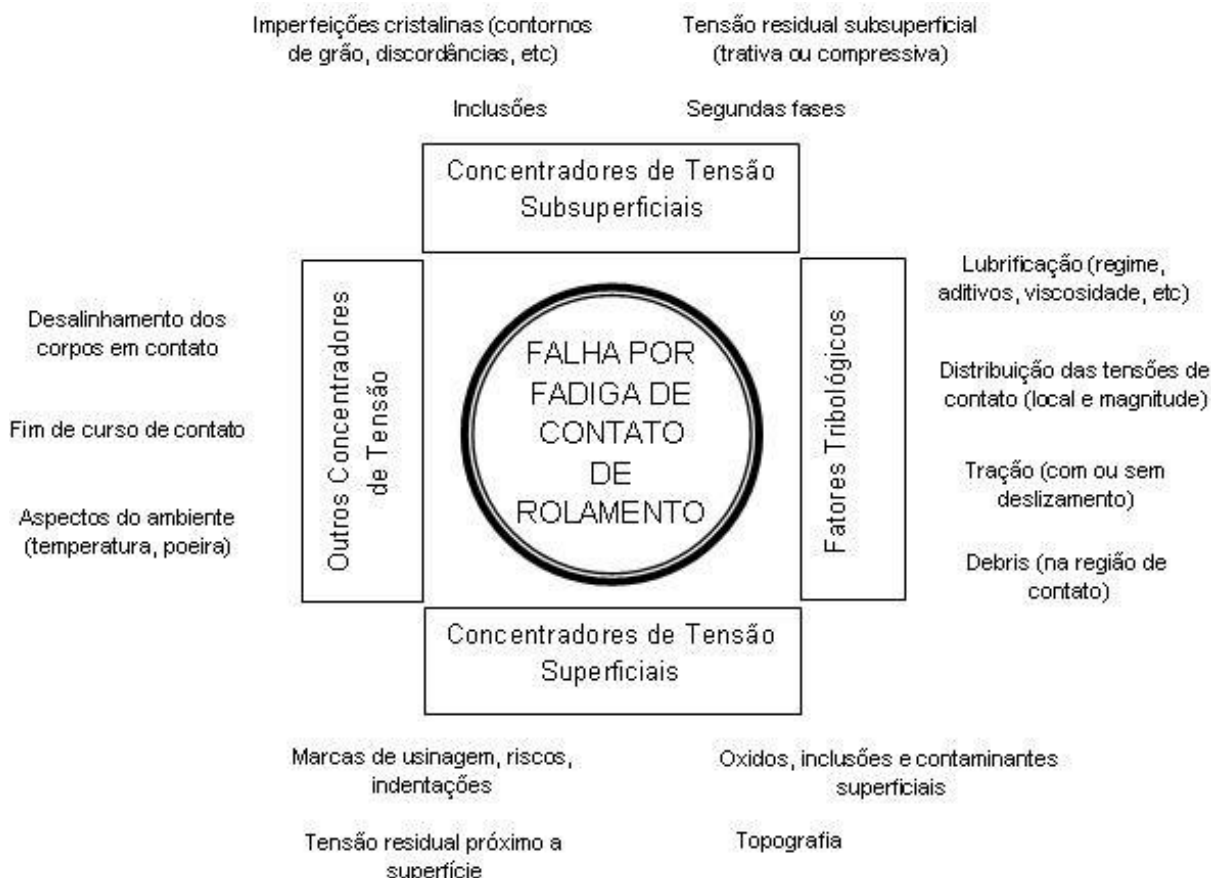 Imperfeições cristalinas (contornos
de grão, discordâncias, etc)
Tensão residual subsuperficial
(trativa ou compressiva)
Inclusões
Segundas fases
Concentradores de Tensão
Subsuperficiais
Desalinhamento dos
corpos em contato
Fim de curso de contato
Aspectos do ambiente
(temperatura, poeira)
Outros Concentradores
de Tensão
FALHA POR
FADIGA DE
CONTATO
DE
ROLAMENTO
Fatores Tribológicos
Lubrificação (regime,
aditivos, viscosidade, etc)
Distribuição das tensões de
contato (local e magnitude)
Tração (com ou sem
deslizamento)
Debris (na região de
contato)
Concentradores de Tensão
Superficiais
Marcas de usinagem, riscos,
indentações
Oxidos, inclusões e contaminantes
superficiais
Tensão residual próximo a
superfície
Topografia